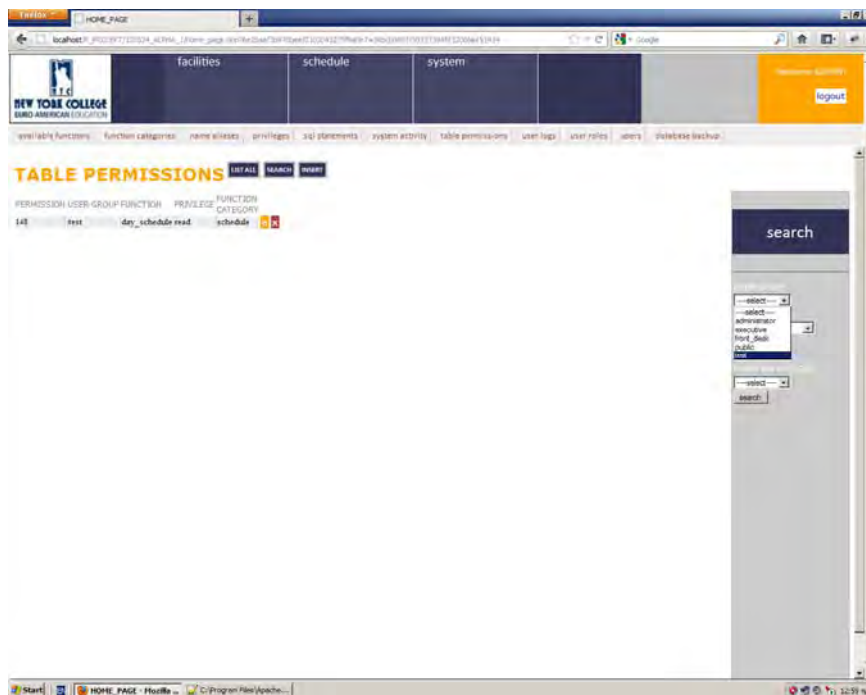 HOME_PAGE
+
Google
NYC
NEW YORK COLLEGE
EURO-AMERICAN EDUCATION
facilities schedule system
logout
available functions function categories name aliases privileges sql statements system activity table permissions user logs user roles users database backup
TABLE PERMISSIONS LIST ALL SEARCH INSERT
PERMISSION USER GROUP FUNCTION PRIVILEGE FUNCTION CATEGORY
148 test day_schedule read schedule
search
---select---
---select---
administrator
executive
front_desk
public
test
---select---
search
Start HOME_PAGE - Mozilla ... C:\Program Files\Apache...